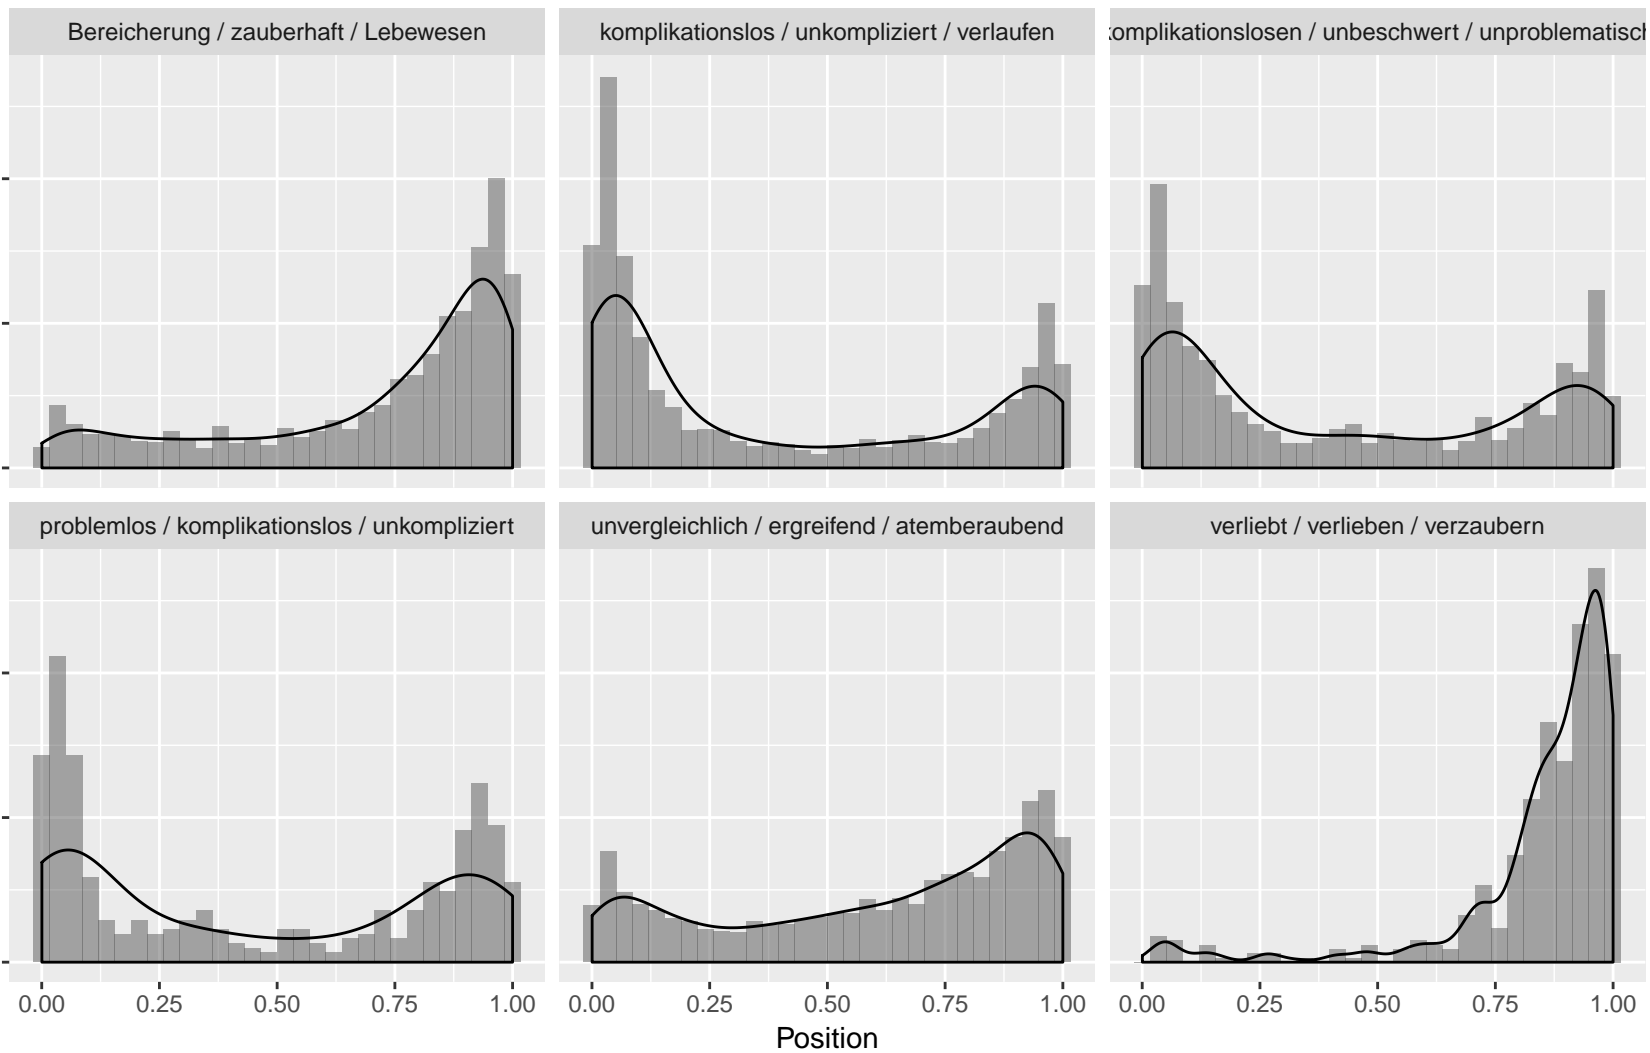 Bereicherung / zauberhaft / Lebewesen
komplikationslos / unkompliziert / verlaufen
komplikationslosen / unbeschwert / unproblematisch
problemlos / komplikationslos / unkompliziert
unvergleichlich / ergreifend / atemberaubend
verliebt / verlieben / verzaubern
0.00 0.25 0.50 0.75 1.00
0.00 0.25 0.50 0.75 1.00
0.00 0.25 0.50 0.75 1.00
Position